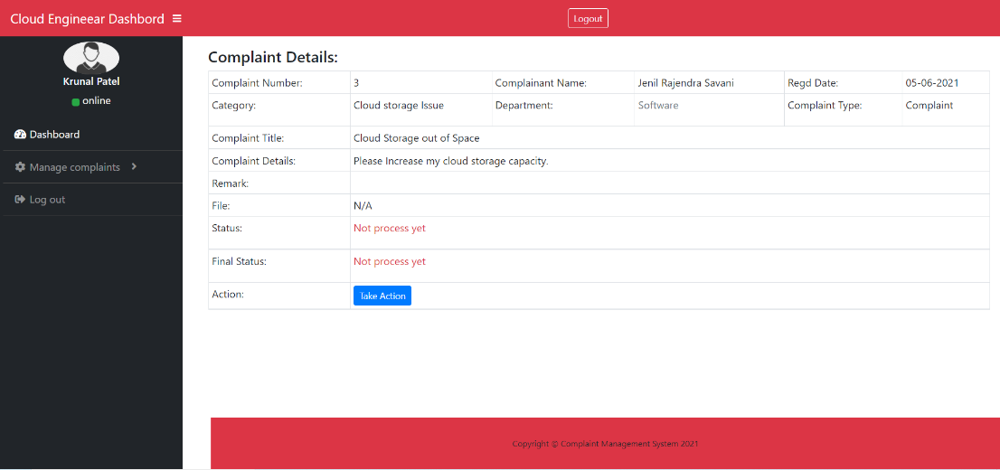 Cloud Engineear Dashbord
Logout
Krunal Patel
online
Dashboard
Manage complaints
Log out
Complaint Details:
Complaint Number: 3 Complainant Name: Jenil Rajendra Savani Regd Date: 05-06-2021
Category: Cloud storage Issue Department: Software Complaint Type: Complaint
Complaint Title: Cloud Storage out of Space
Complaint Details: Please Increase my cloud storage capacity.
Remark:
File: N/A
Status: Not process yet
Final Status: Not process yet
Action: Take Action
Copyright © Complaint Management System 2021